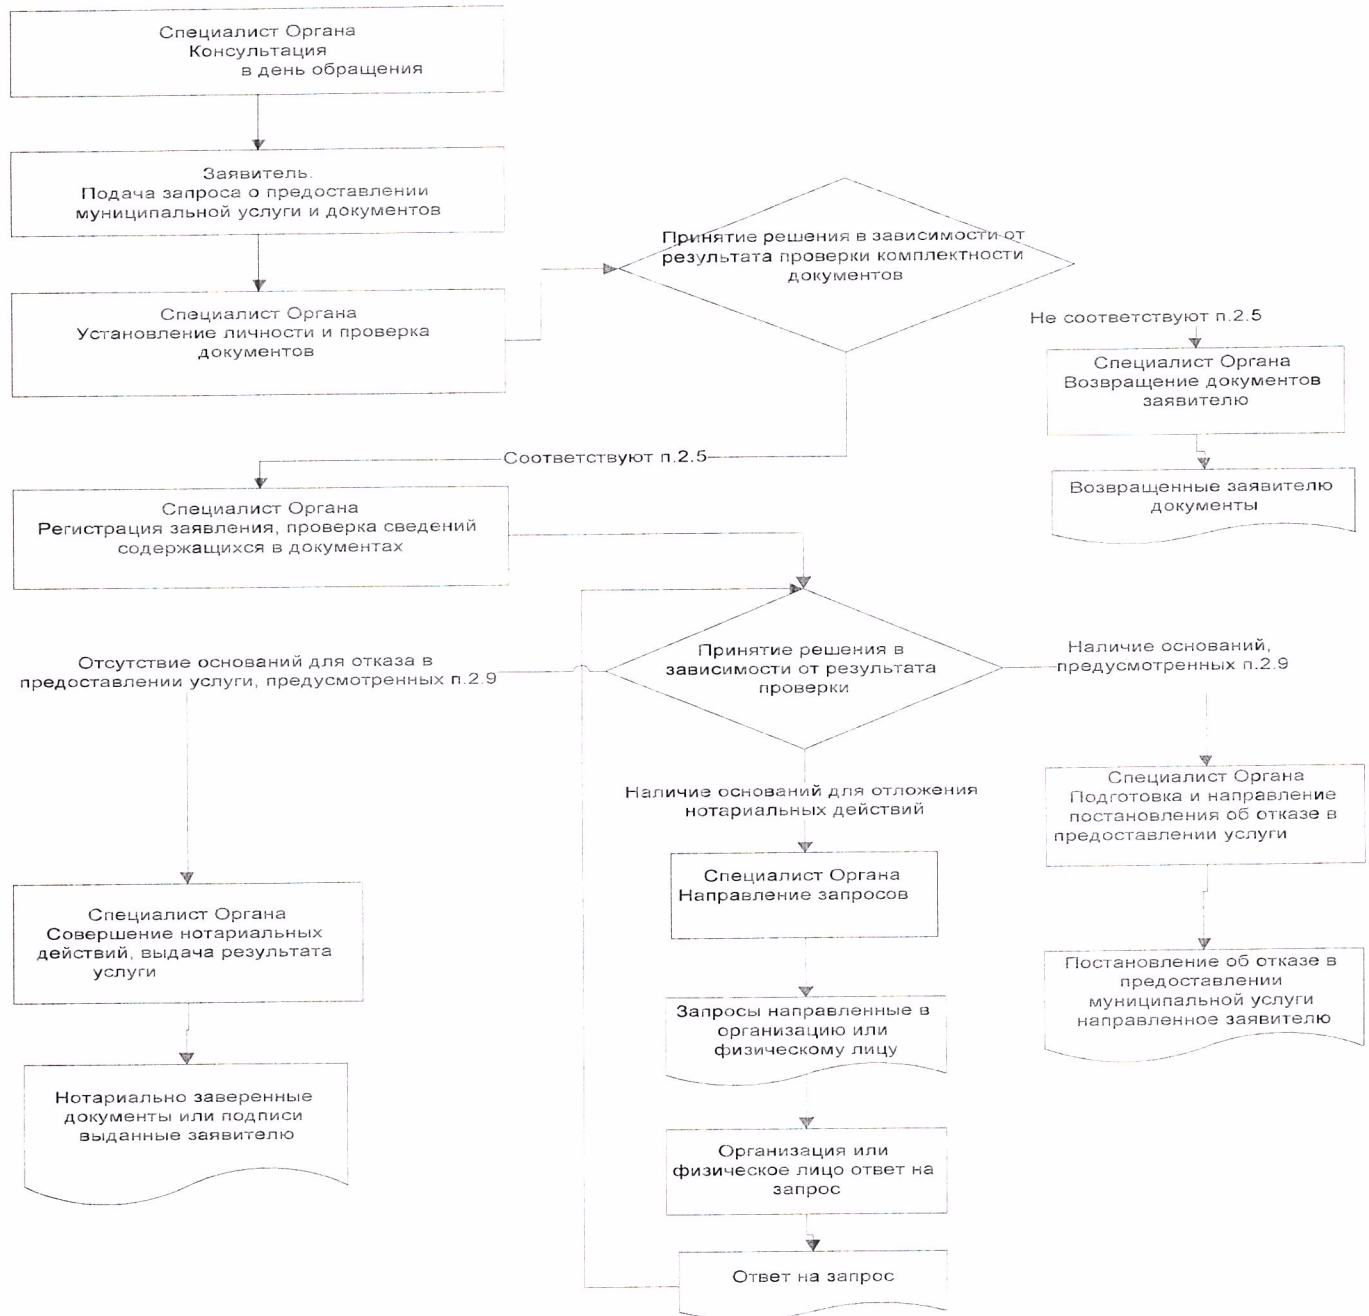 Специалист Органа
Консультация
в день обращения
Заявитель.
Подача запроса о предоставлении
муниципальной услуги и документов
Специалист Органа
Установление личности и проверка
документов
Принятие решения в зависимости от
результата проверки комплектности
документов
Не соответствуют п.2.5
Специалист Органа
Возвращение документов
заявителю
Возвращенные заявителю
документы
Соответствуют п.2.5
Специалист Органа
Регистрация заявления, проверка сведений
содержащихся в документах
Принятие решения в
зависимости от результата
проверки
Отсутствие оснований для отказа в
предоставлении услуги, предусмотренных п.2.9
Наличие оснований,
предусмотренных п.2.9
Наличие оснований для отложения
нотариальных действий
Специалист Органа
Совершение нотариальных
действий, выдача результата
услуги
Нотариально заверенные
документы или подписи
выданные заявителю
Специалист Органа
Направление запросов
Запросы направленные в
организацию или
физическому лицу
Организация или
физическое лицо ответ на
запрос
Ответ на запрос
Специалист Органа
Подготовка и направление
постановления об отказе в
предоставлении услуги
Постановление об отказе в
предоставлении
муниципальной услуги
направленное заявителю